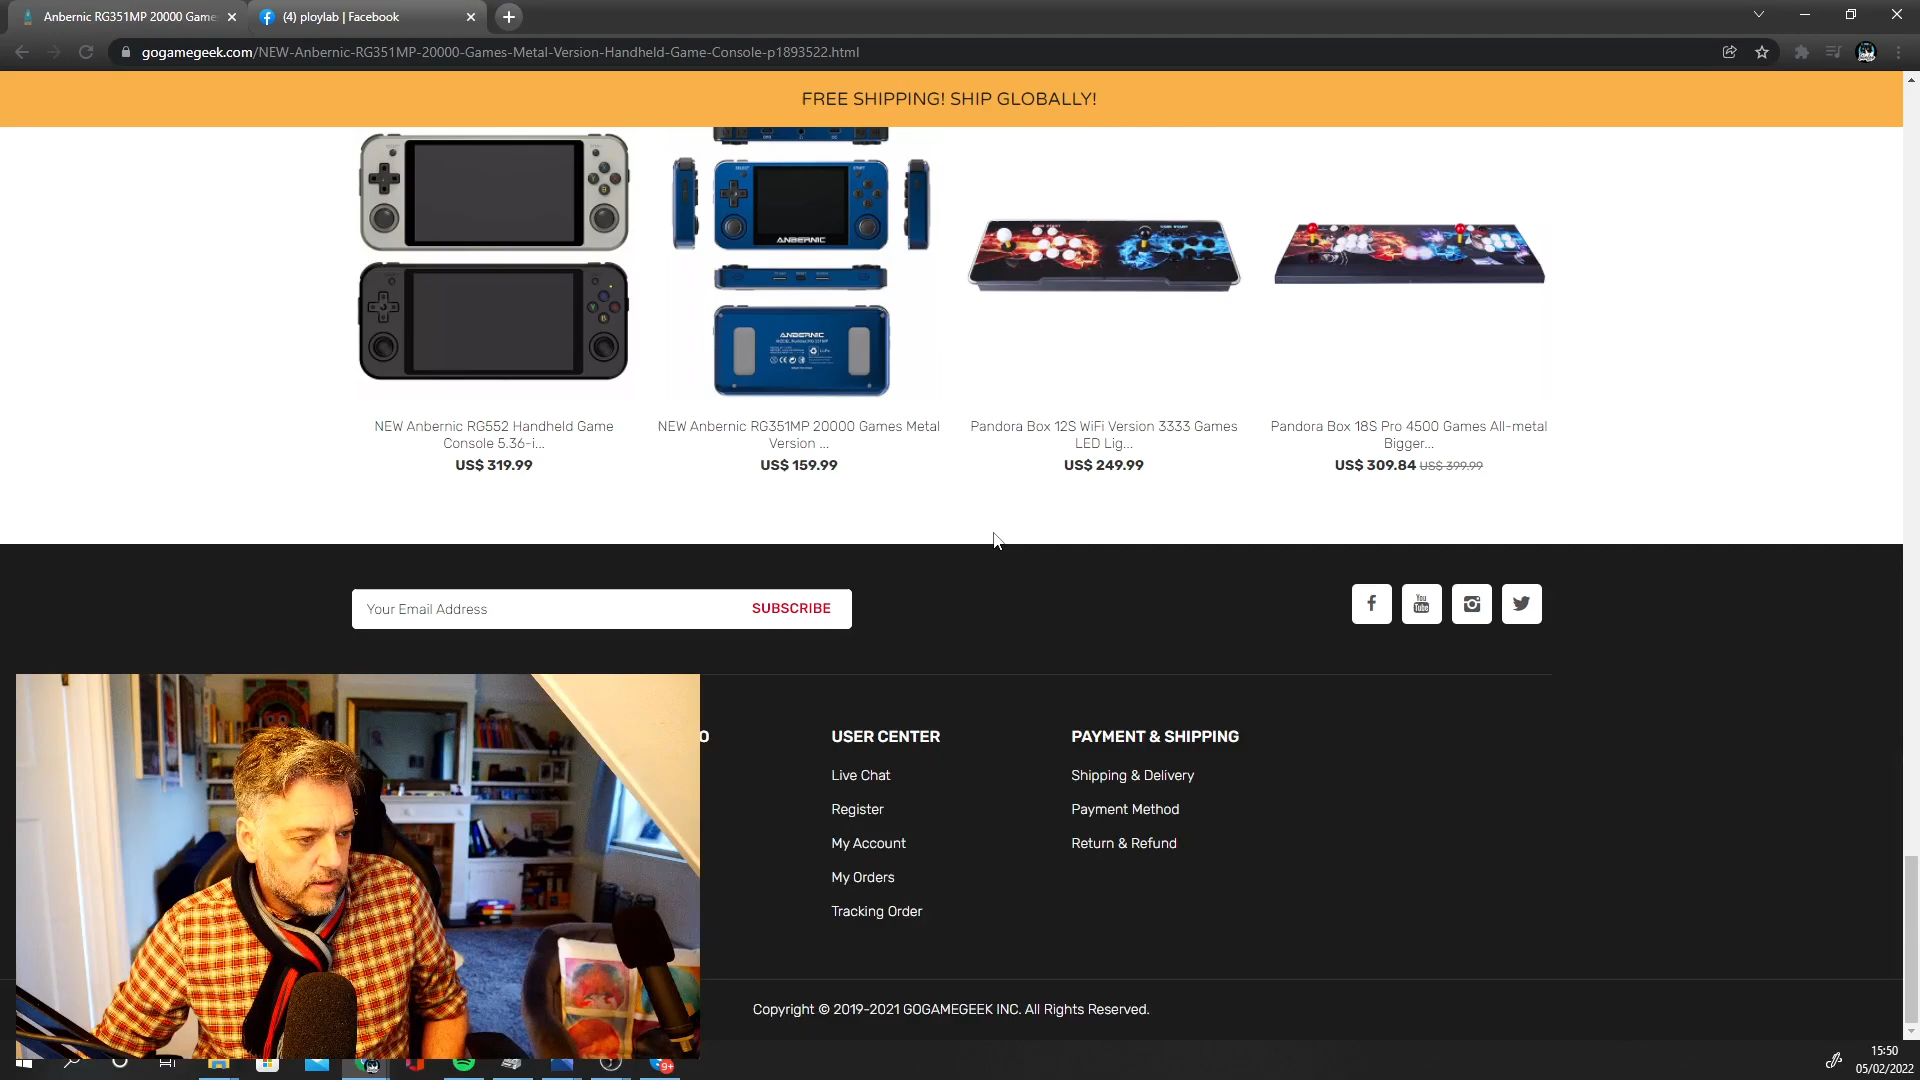 Anbernic RG351MP 20000 Game
(4) ploylab | Facebook
gogamegeek.com/NEW-Anbernic-RG351MP-20000-Games-Metal-Version-Handheld-Game-Console-p1893522.html
FREE SHIPPING! SHIP GLOBALLY!
ANBERNIC
ANBERNIC
NEW Anbernic RG552 Handheld Game
Console 5.36-i...
US$ 319.99
NEW Anbernic RG351MP 20000 Games Metal
Version ...
US$ 159.99
Pandora Box 12S WiFi Version 3333 Games
LED Lig...
US$ 249.99
Pandora Box 18S Pro 4500 Games All-metal
Bigger...
US$ 309.84 US$ 399.99
Your Email Address
SUBSCRIBE
You
Tube
O
USER CENTER
Live Chat
Register
My Account
My Orders
Tracking Order
PAYMENT & SHIPPING
Shipping & Delivery
Payment Method
Return & Refund
Copyright © 2019-2021 GOGAMEGEEK INC. All Rights Reserved.
9+
15:50
05/02/2022